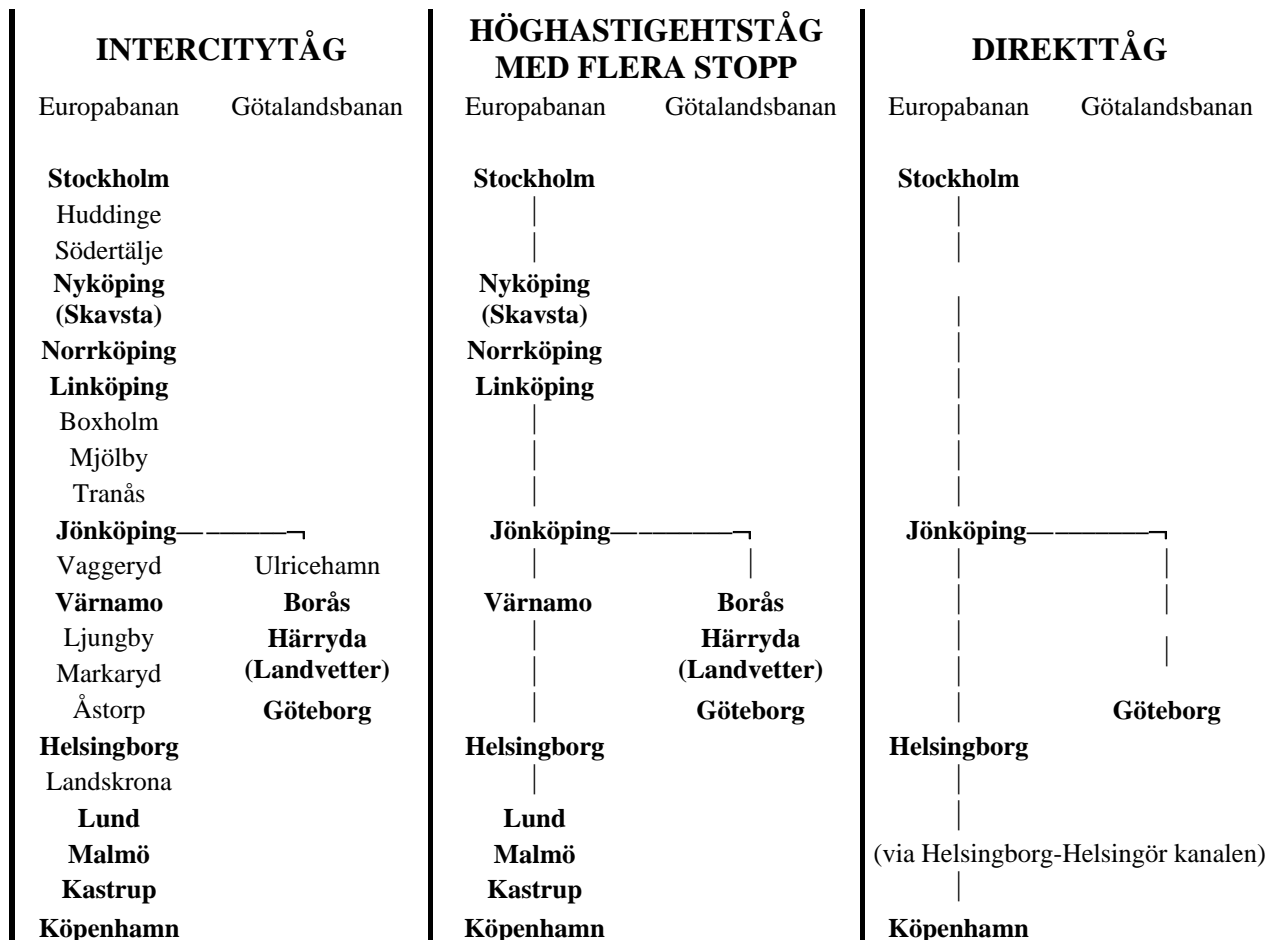 INTERCITYTÅG
Europabanan Götalandsbanan
Stockholm
Huddinge
Södertälje
Nyköping
(Skavsta)
Norrköping
Linköping
Boxholm
Mjölby
Tranås
Jönköping
Vaggeryd Ulricehamn
Värnamo Borås
Ljungby Härryda
Markaryd (Landvetter)
Åstorp Göteborg
Helsingborg
Landskrona
Lund
Malmö
Kastrup
Köpenhamn
HÖGHASTIGEHTSTÅG
MED FLERA STOPP
Europabanan Götalandsbanan
Stockholm
Nyköping
(Skavsta)
Norrköping
Linköping
Jönköping
Värnamo Borås
Härryda
(Landvetter)
Göteborg
Helsingborg
Lund
Malmö
Kastrup
Köpenhamn
DIREKTTÅG
Europabanan Götalandsbanan
Stockholm
Jönköping
Göteborg
Helsingborg
(via Helsingborg-Helsingör kanalen)
Köpenhamn